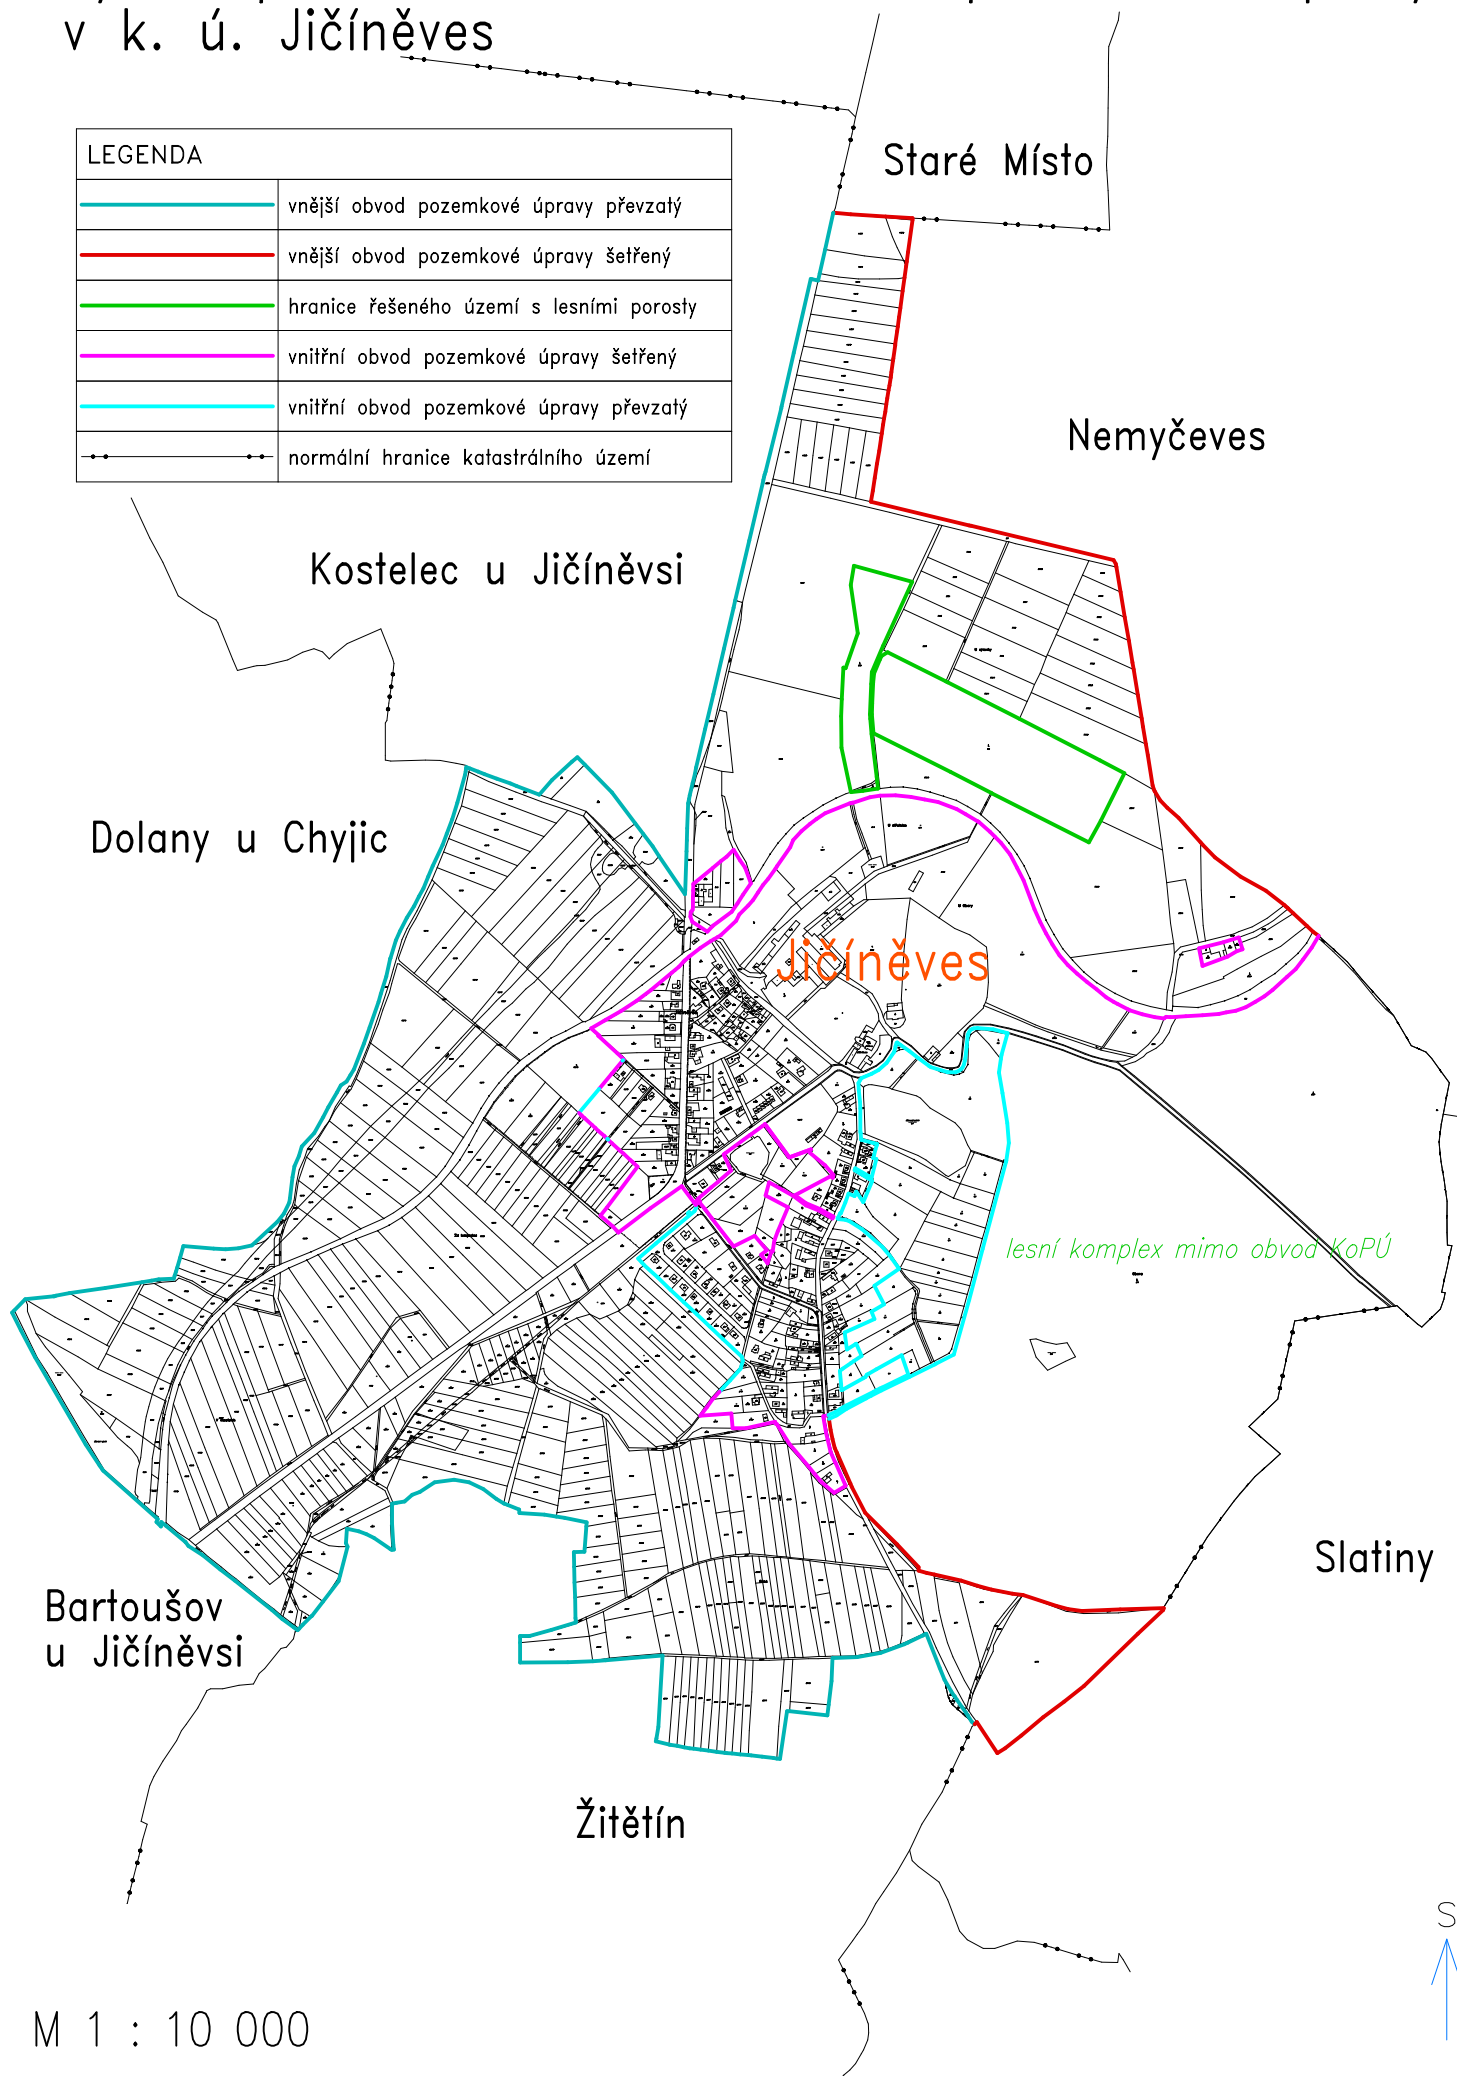 v k. ú. Jičíněves
LEGENDA
vnější obvod pozemkové úpravy převzatý
vnější obvod pozemkové úpravy šetřený
hranice řešeného území s lesními porosty
vnitřní obvod pozemkové úpravy šetřený
vnitřní obvod pozemkové úpravy převzatý
normální hranice katastrálního území
Staré Místo
Nemyčeves
Kostelec u Jičíněvsi
Dolany u Chyjic
Jičíněves
lesní komplex mimo obvod KoPÚ
Slatiny
Bartoušov
u Jičíněvsi
Žitětín
S
M 1 : 10 000